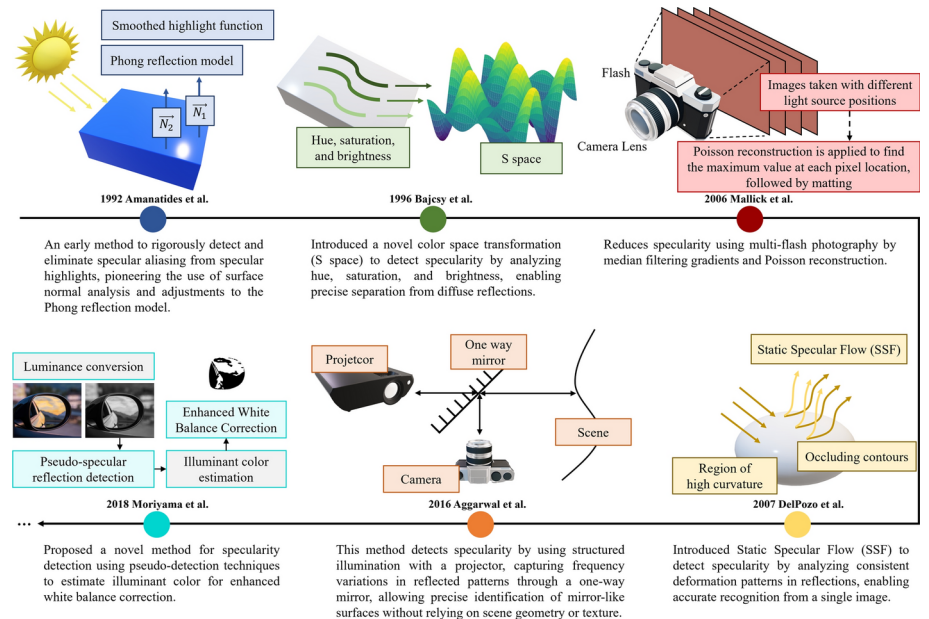 Smoothed highlight function
Phong reflection model
N₂
N₁
1992 Amanatides et al.
An early method to rigorously detect and
eliminate specular aliasing from specular
highlights, pioneering the use of surface
normal analysis and adjustments to the
Phong reflection model.
Hue, saturation,
and brightness
S space
1996 Bajcsy et al.
Introduced a novel color space transformation
(S space) to detect specularity by analyzing
hue, saturation, and brightness, enabling
precise separation from diffuse reflections.
Flash
Camera Lens
Images taken with different
light source positions
Poisson reconstruction is applied to find
the maximum value at each pixel location,
followed by matting
2006 Mallick et al.
Reduces specularity using multi-flash photography by
median filtering gradients and Poisson reconstruction.
Luminance conversion
Enhanced White
Balance Correction
Pseudo-specular
reflection detection
Illuminant color
estimation
2018 Moriyama et al.
...
Proposed a novel method for specularity
detection using pseudo-detection techniques
to estimate illuminant color for enhanced
white balance correction.
Projetcor
One way
mirror
Scene
Camera
2016 Aggarwal et al.
This method detects specularity by using structured
illumination with a projector, capturing frequency
variations in reflected patterns through a one-way
mirror, allowing precise identification of mirror-like
surfaces without relying on scene geometry or texture.
Static Specular Flow (SSF)
Occluding contours
Region of
high curvature
2007 DelPozo et al.
Introduced Static Specular Flow (SSF) to
detect specularity by analyzing consistent
deformation patterns in reflections, enabling
accurate recognition from a single image.